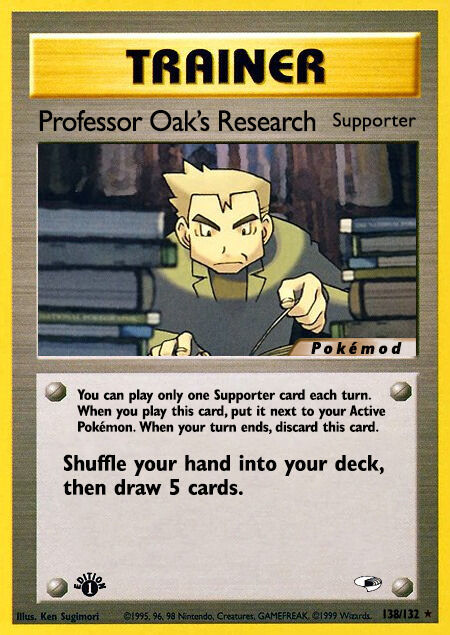 TRAINER
Professor Oak's Research Supporter
Pokémod
You can play only one Supporter card each turn.
When you play this card, put it next to your Active
Pokémon. When your turn ends, discard this card.
Shuffle your hand into your deck,
then draw 5 cards.
EDITION
1
Illus. Ken Sugimori ©1995, 96, 98 Nintendo, Creatures, GAMEFREAK. ©1999 Wizards. 138/132 ★